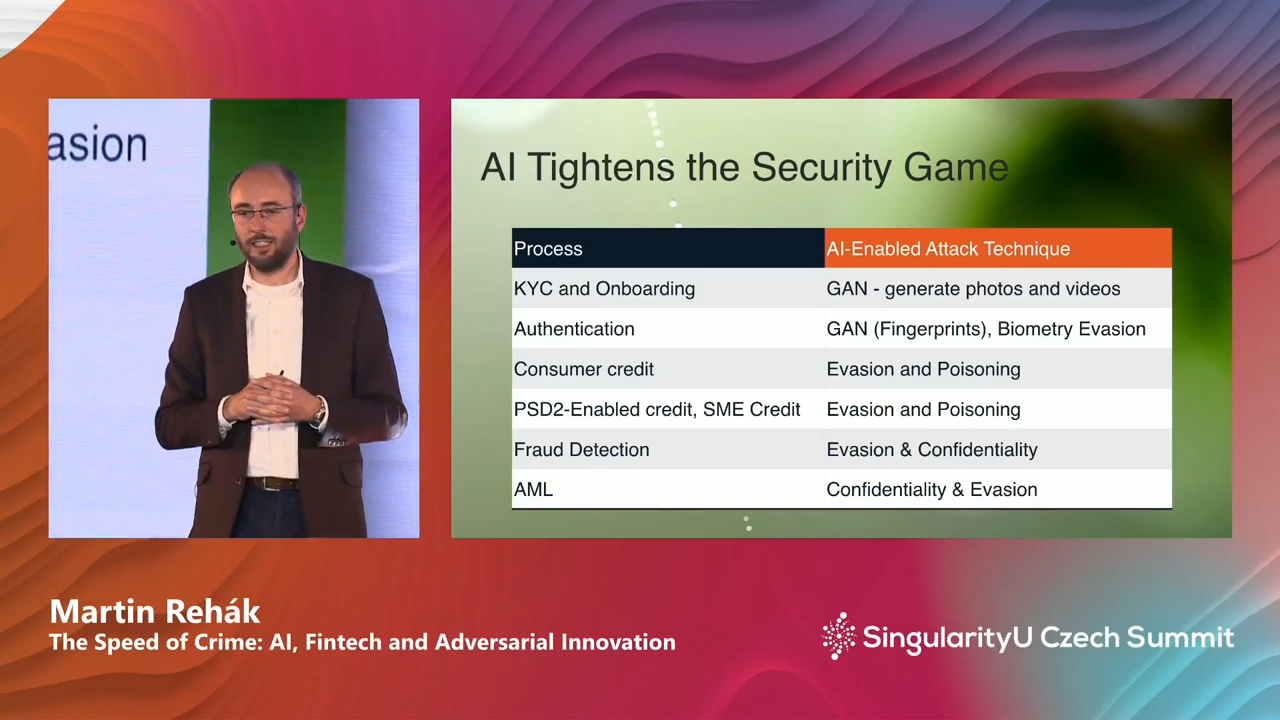 asion
AI Tightens the Security Game
Process
AI-Enabled Attack Technique
KYC and Onboarding
GAN - generate photos and videos
Authentication
GAN (Fingerprints), Biometry Evasion
Consumer credit
Evasion and Poisoning
PSD2-Enabled credit, SME Credit
Evasion and Poisoning
Fraud Detection
Evasion & Confidentiality
AML
Confidentiality & Evasion
Martin Rehák
The Speed of Crime: AI, Fintech and Adversarial Innovation
SingularityU Czech Summit